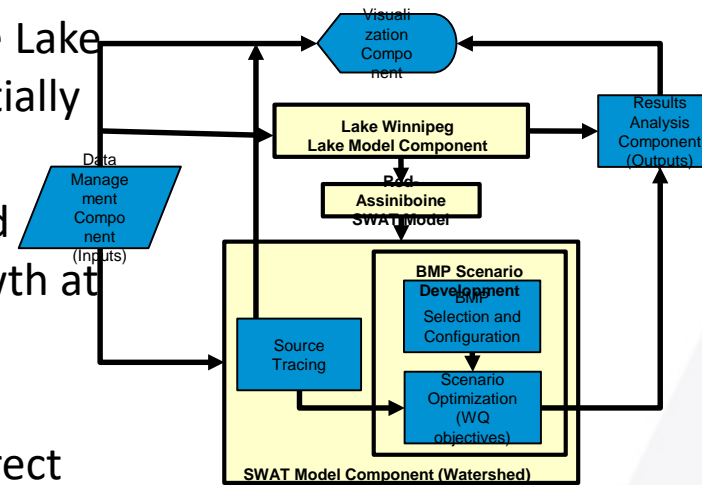 e Lake
tially
d
vth at
rect
Visuali
zation
Compo
nent
Lake Winnipeg
Lake Model Component
Results
Analysis
Component
(Outputs)
Data
Manage
ment
Compo
nent
(Inputs)
Red-
Assiniboine
SWAT Model
BMP Scenario
Development
BMP
Selection and
Configuration
Source
Tracing
Scenario
Optimization
(WQ
objectives)
SWAT Model Component (Watershed)